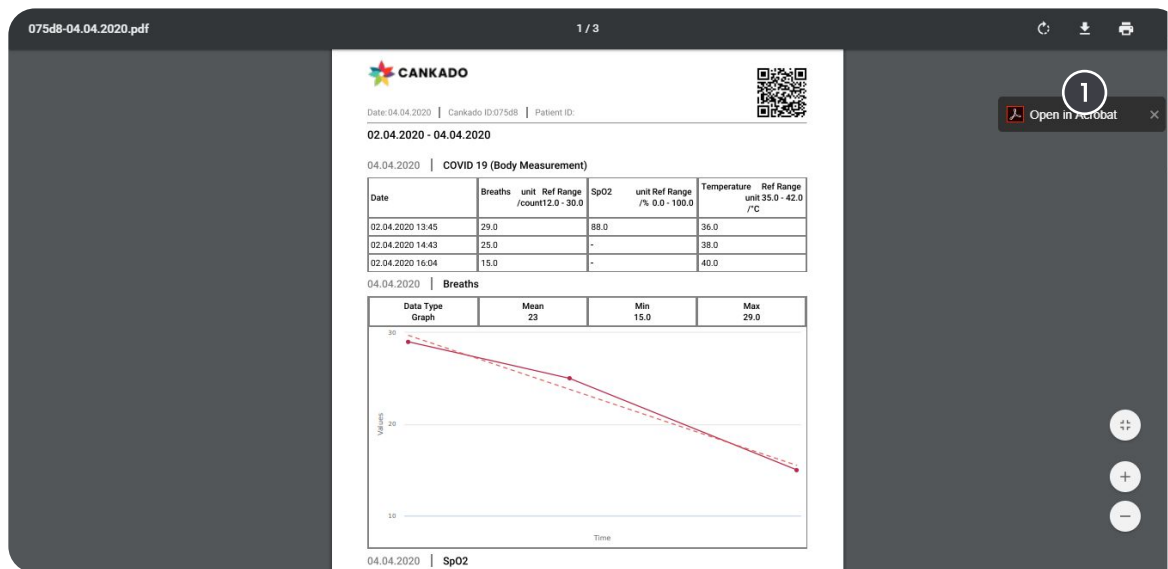 075d8-04.04.2020.pdf
1 / 3
1
Open in Acrobat
CANKADO
Date:04.04.2020 | Cankado ID:075d8 | Patient ID:
02.04.2020 - 04.04.2020
04.04.2020 | COVID 19 (Body Measurement)
Date
Breaths unit Ref Range
/count12.0 - 30.0
SpO2 unit Ref Range
/% 0.0 - 100.0
Temperature Ref Range
unit 35.0 - 42.0
/°C
02.04.2020 13:45 29.0 88.0 36.0
02.04.2020 14:43 25.0 - 38.0
02.04.2020 16:04 15.0 - 40.0
04.04.2020 | Breaths
Data Type Mean Min Max
Graph 23 15.0 29.0
30
Values
20
10
Time
04.04.2020 | SpO2